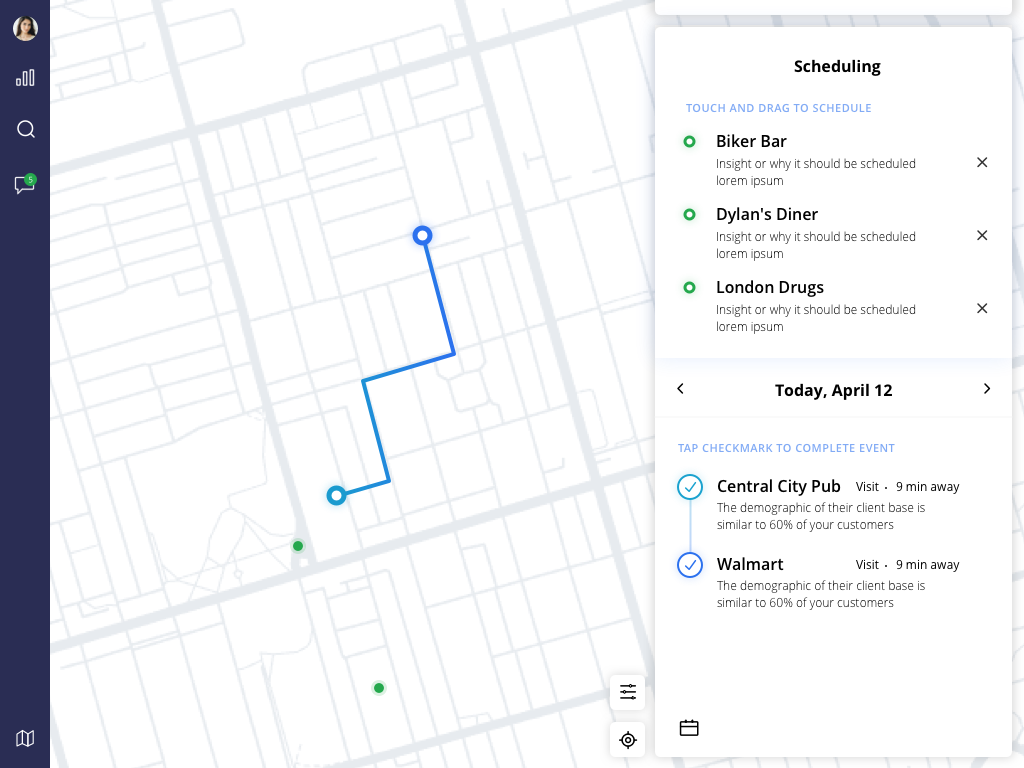 5
Scheduling
TOUCH AND DRAG TO SCHEDULE
Biker Bar
Insight or why it should be scheduled
lorem ipsum
Dylan's Diner
Insight or why it should be scheduled
lorem ipsum
London Drugs
Insight or why it should be scheduled
lorem ipsum
Today, April 12
TAP CHECKMARK TO COMPLETE EVENT
Central City Pub Visit · 9 min away
The demographic of their client base is
similar to 60% of your customers
Walmart Visit · 9 min away
The demographic of their client base is
similar to 60% of your customers